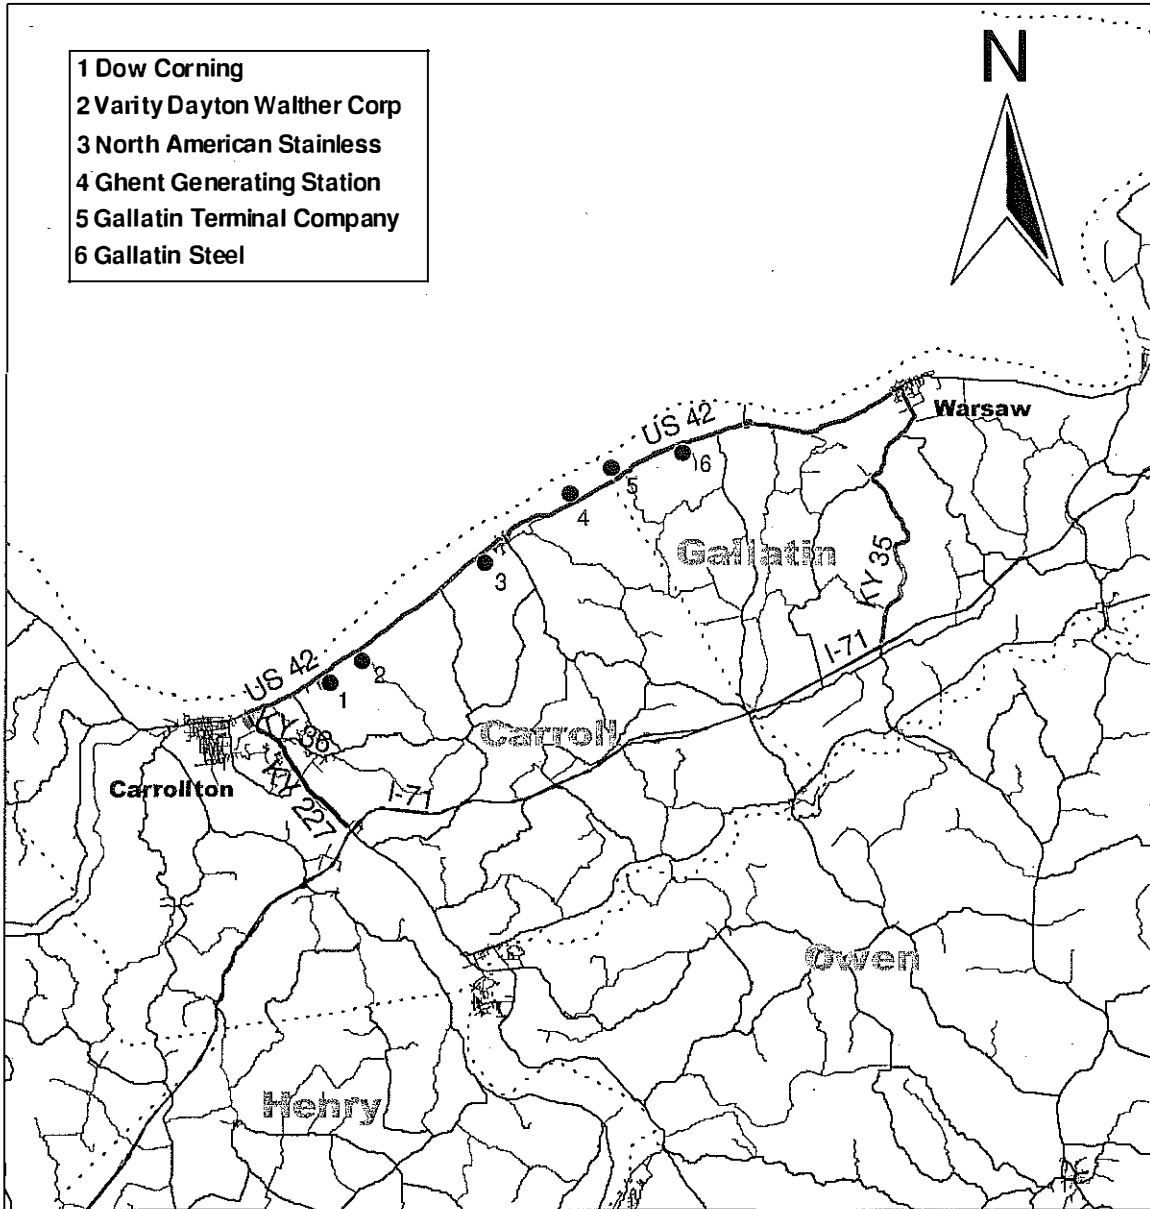 N
1 Dow Corning
2 Varity Dayton Walther Corp
3 North American Stainless
4 Ghent Generating Station
5 Gallatin Terminal Company
6 Gallatin Steel
Warsaw
US 42
6
5
4
Gallatin
KY 35
3
I-71
US 42
2
1
KY 36
Carroll
Carrollton
KY 227
I-71
Owen
Henry